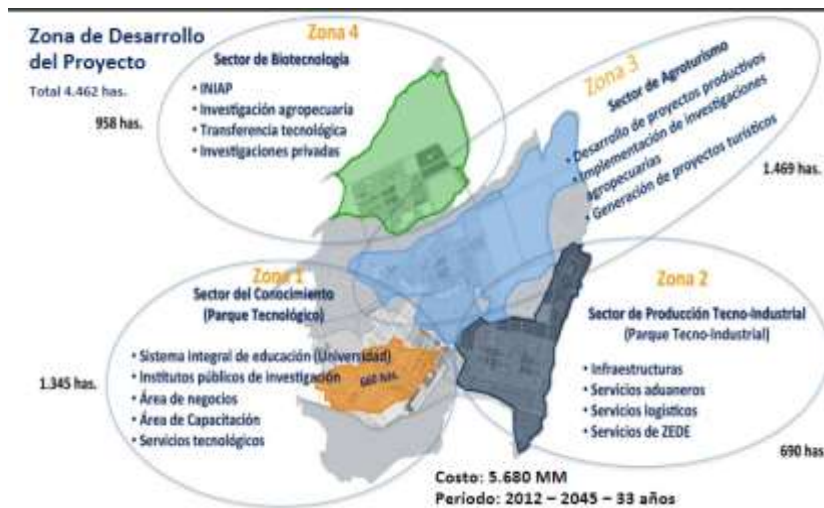 Zona de Desarrollo
del Proyecto
Total 4.462 has.
Zona 4
Sector de Biotecnología
• INIAP
• Investigación agropecuaria
• Transferencia tecnológica
• Investigaciones privadas
958 has.
Zona 3
Sector de Agroturismo
• Desarrollo de proyectos productivos
• Implementación de investigaciones
agropecuarias
• Generación de proyectos turísticos
1.469 has.
Zona 1
Sector del Conocimiento
(Parque Tecnológico)
• Sistema integral de educación (Universidad)
• Institutos públicos de investigación
• Área de negocios
• Área de Capacitación
• Servicios tecnológicos
1.345 has.
660 has.
Zona 2
Sector de Producción Tecno-Industrial
(Parque Tecno-Industrial)
• Infraestructuras
• Servicios aduaneros
• Servicios logísticos
• Servicios de ZEDE
690 has
Costo: 5.680 MM
Período: 2012 – 2045 – 33 años